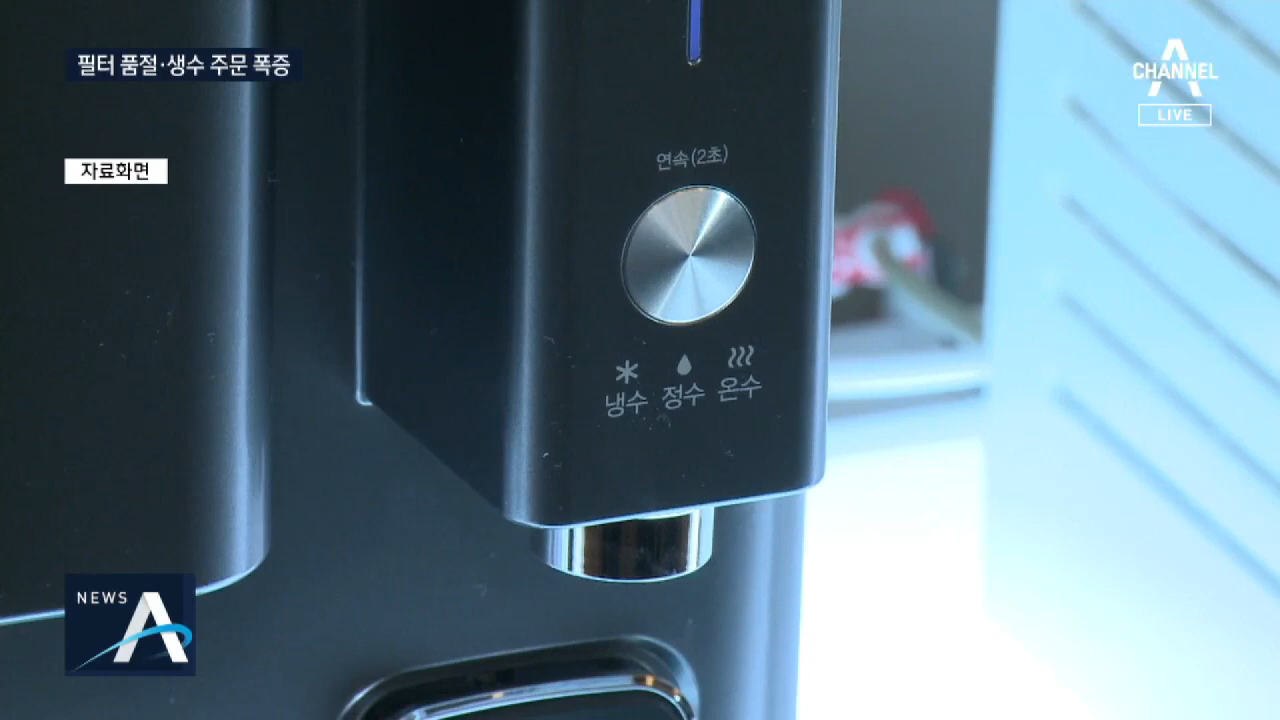 필터 품절·생수 주문 폭증
CHANNEL
LIVE
자료화면
연속(2초)
냉수 정수 온수
NEWS A